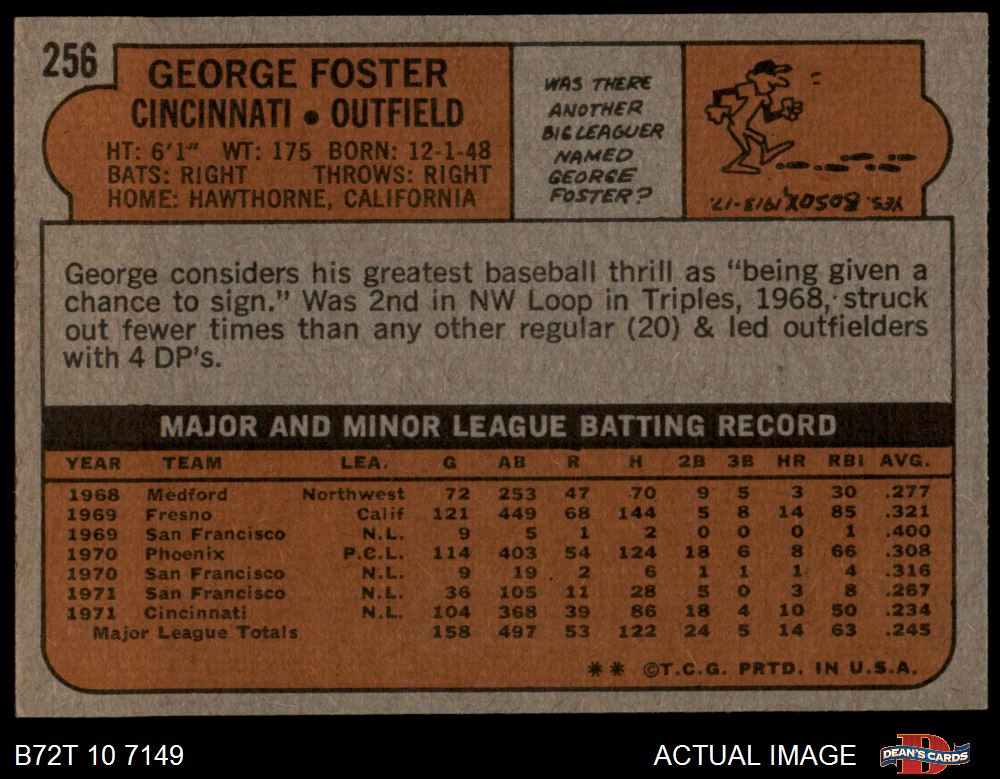 256
GEORGE FOSTER
CINCINNATI • OUTFIELD
HT: 6'1" WT: 175 BORN: 12-1-48
BATS: RIGHT THROWS: RIGHT
HOME: HAWTHORNE, CALIFORNIA
WAS THERE
ANOTHER
BIG LEAGUER
NAMED
GEORGE
FOSTER?
YES. BOSOX, 1913-17.
George considers his greatest baseball thrill as "being given a
chance to sign." Was 2nd in NW Loop in Triples, 1968, struck
out fewer times than any other regular (20) & led outfielders
with 4 DP's.
MAJOR AND MINOR LEAGUE BATTING RECORD
YEAR TEAM LEA. G AB R H 2B 3B HR RBI AVG.
1968 Medford Northwest 72 253 47 70 9 5 3 30 .277
1969 Fresno Calif 121 449 68 144 5 8 14 85 .321
1969 San Francisco N.L. 9 5 1 2 0 0 0 1 .400
1970 Phoenix P.C.L. 114 403 54 124 18 6 8 66 .308
1970 San Francisco N.L. 9 19 2 6 1 1 1 4 .316
1971 San Francisco N.L. 36 105 11 28 5 0 3 8 .267
1971 Cincinnati N.L. 104 368 39 86 18 4 10 50 .234
Major League Totals 158 497 53 122 24 5 14 63 .245
** ©T.C.G. PRTD. IN U.S.A.
B72T 10 7149
ACTUAL IMAGE
DEAN'S CARDS